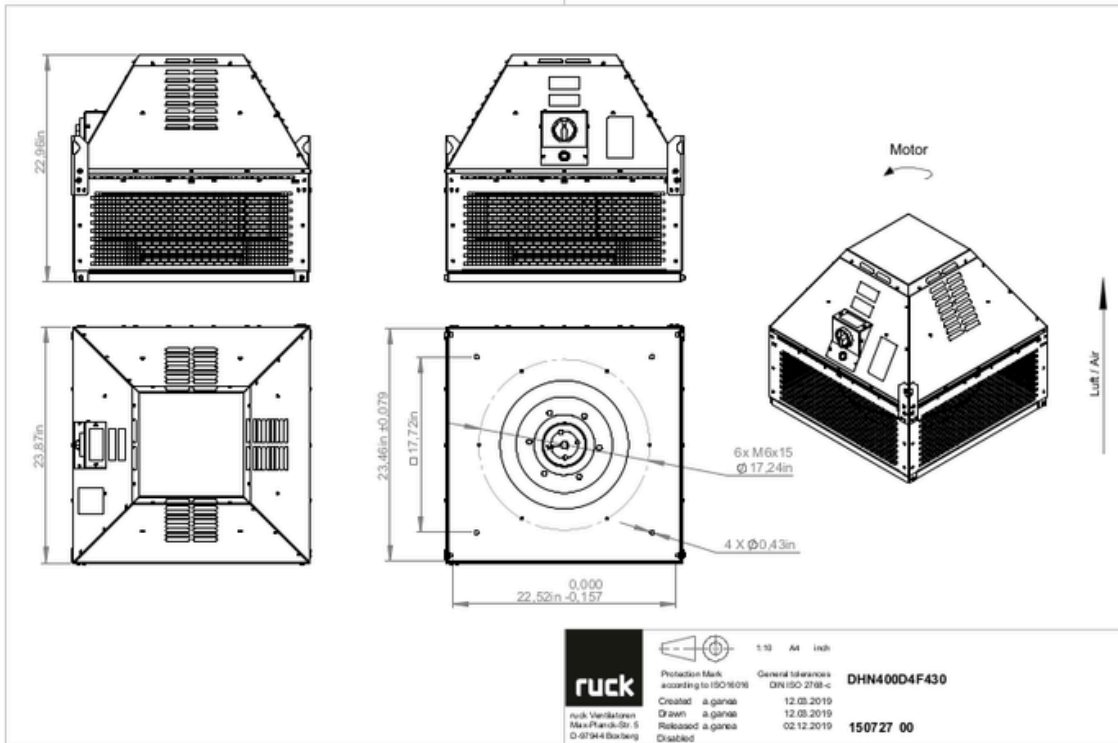 22,96in
Motor
Luft / Air
23,87in
23,46in ±0,079
□ 17,72in
6x M6x15
Ø 17,24in
4 X Ø0,43in
0,000
22,52in -0,157
ruck
ruck Ventilatoren
Max-Planck-Str. 5
D-97944 Boxberg
1:10 A4 inch
Protection Mark General tolerances
according to ISO16016 DIN ISO 2768-c
DHN400D4F430
Created a.ganea 12.03.2019
Drawn a.ganea 12.03.2019
Released a.ganea 02.12.2019
Disabled
150727 00